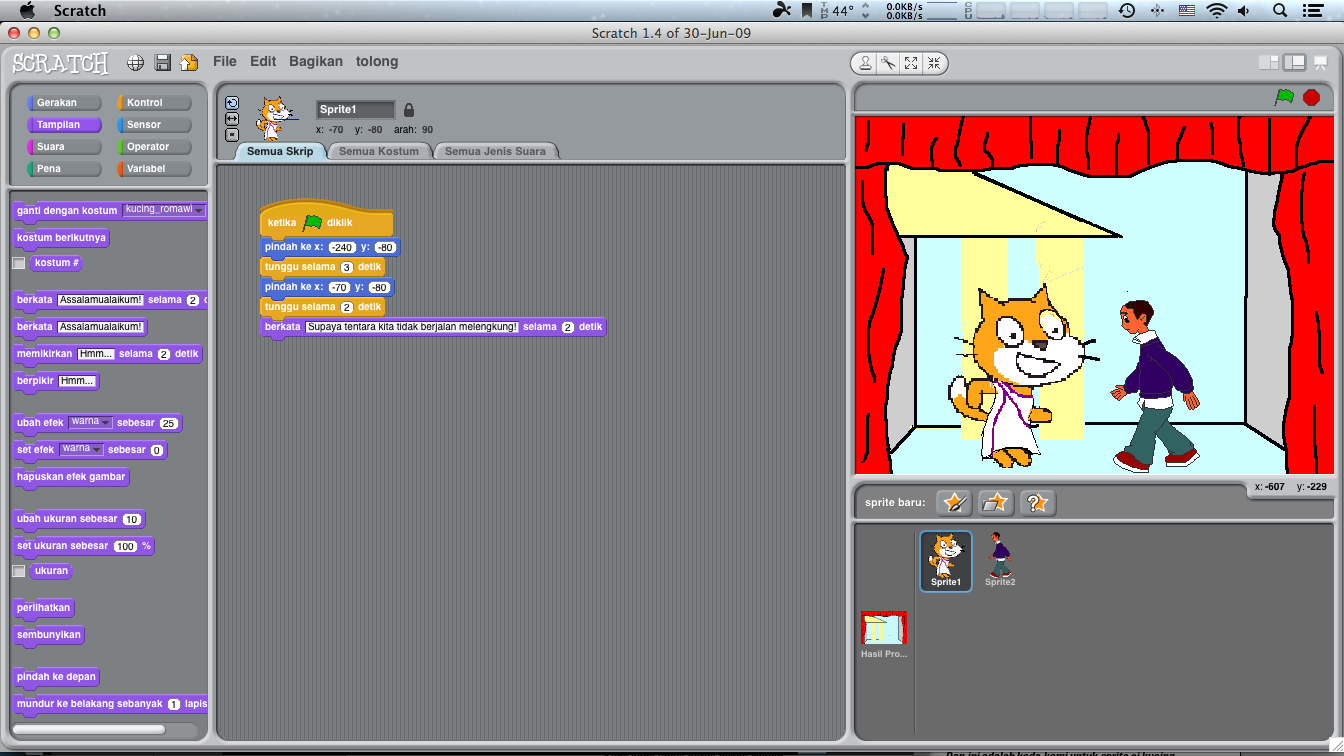 Scratch
TMP 44° 0.0KB/s
0.0KB/s
CPU
Scratch 1.4 of 30-Jun-09
SCRATCH File Edit Bagikan tolong
Gerakan Kontrol
Tampilan Sensor
Suara Operator
Pena Variabel
Sprite1
x: -70 y: -80 arah: 90
Semua Skrip Semua Kostum Semua Jenis Suara
ganti dengan kostum kucing_romawi
kostum berikutnya
kostum #
berkata Assalamualaikum! selama 2 d
berkata Assalamualaikum!
memikirkan Hmm... selama 2 detik
berpikir Hmm...
ubah efek warna sebesar 25
set efek warna sebesar 0
hapuskan efek gambar
ubah ukuran sebesar 10
set ukuran sebesar 100 %
ukuran
perlihatkan
sembunyikan
pindah ke depan
mundur ke belakang sebanyak 1 lapis
ketika diklik
pindah ke x: -240 y: -80
tunggu selama 3 detik
pindah ke x: -70 y: -80
tunggu selama 2 detik
berkata Supaya tentara kita tidak berjalan melengkung! selama 2 detik
x: -607 y: -229
sprite baru:
Sprite1 Sprite2
Hasil Pro...